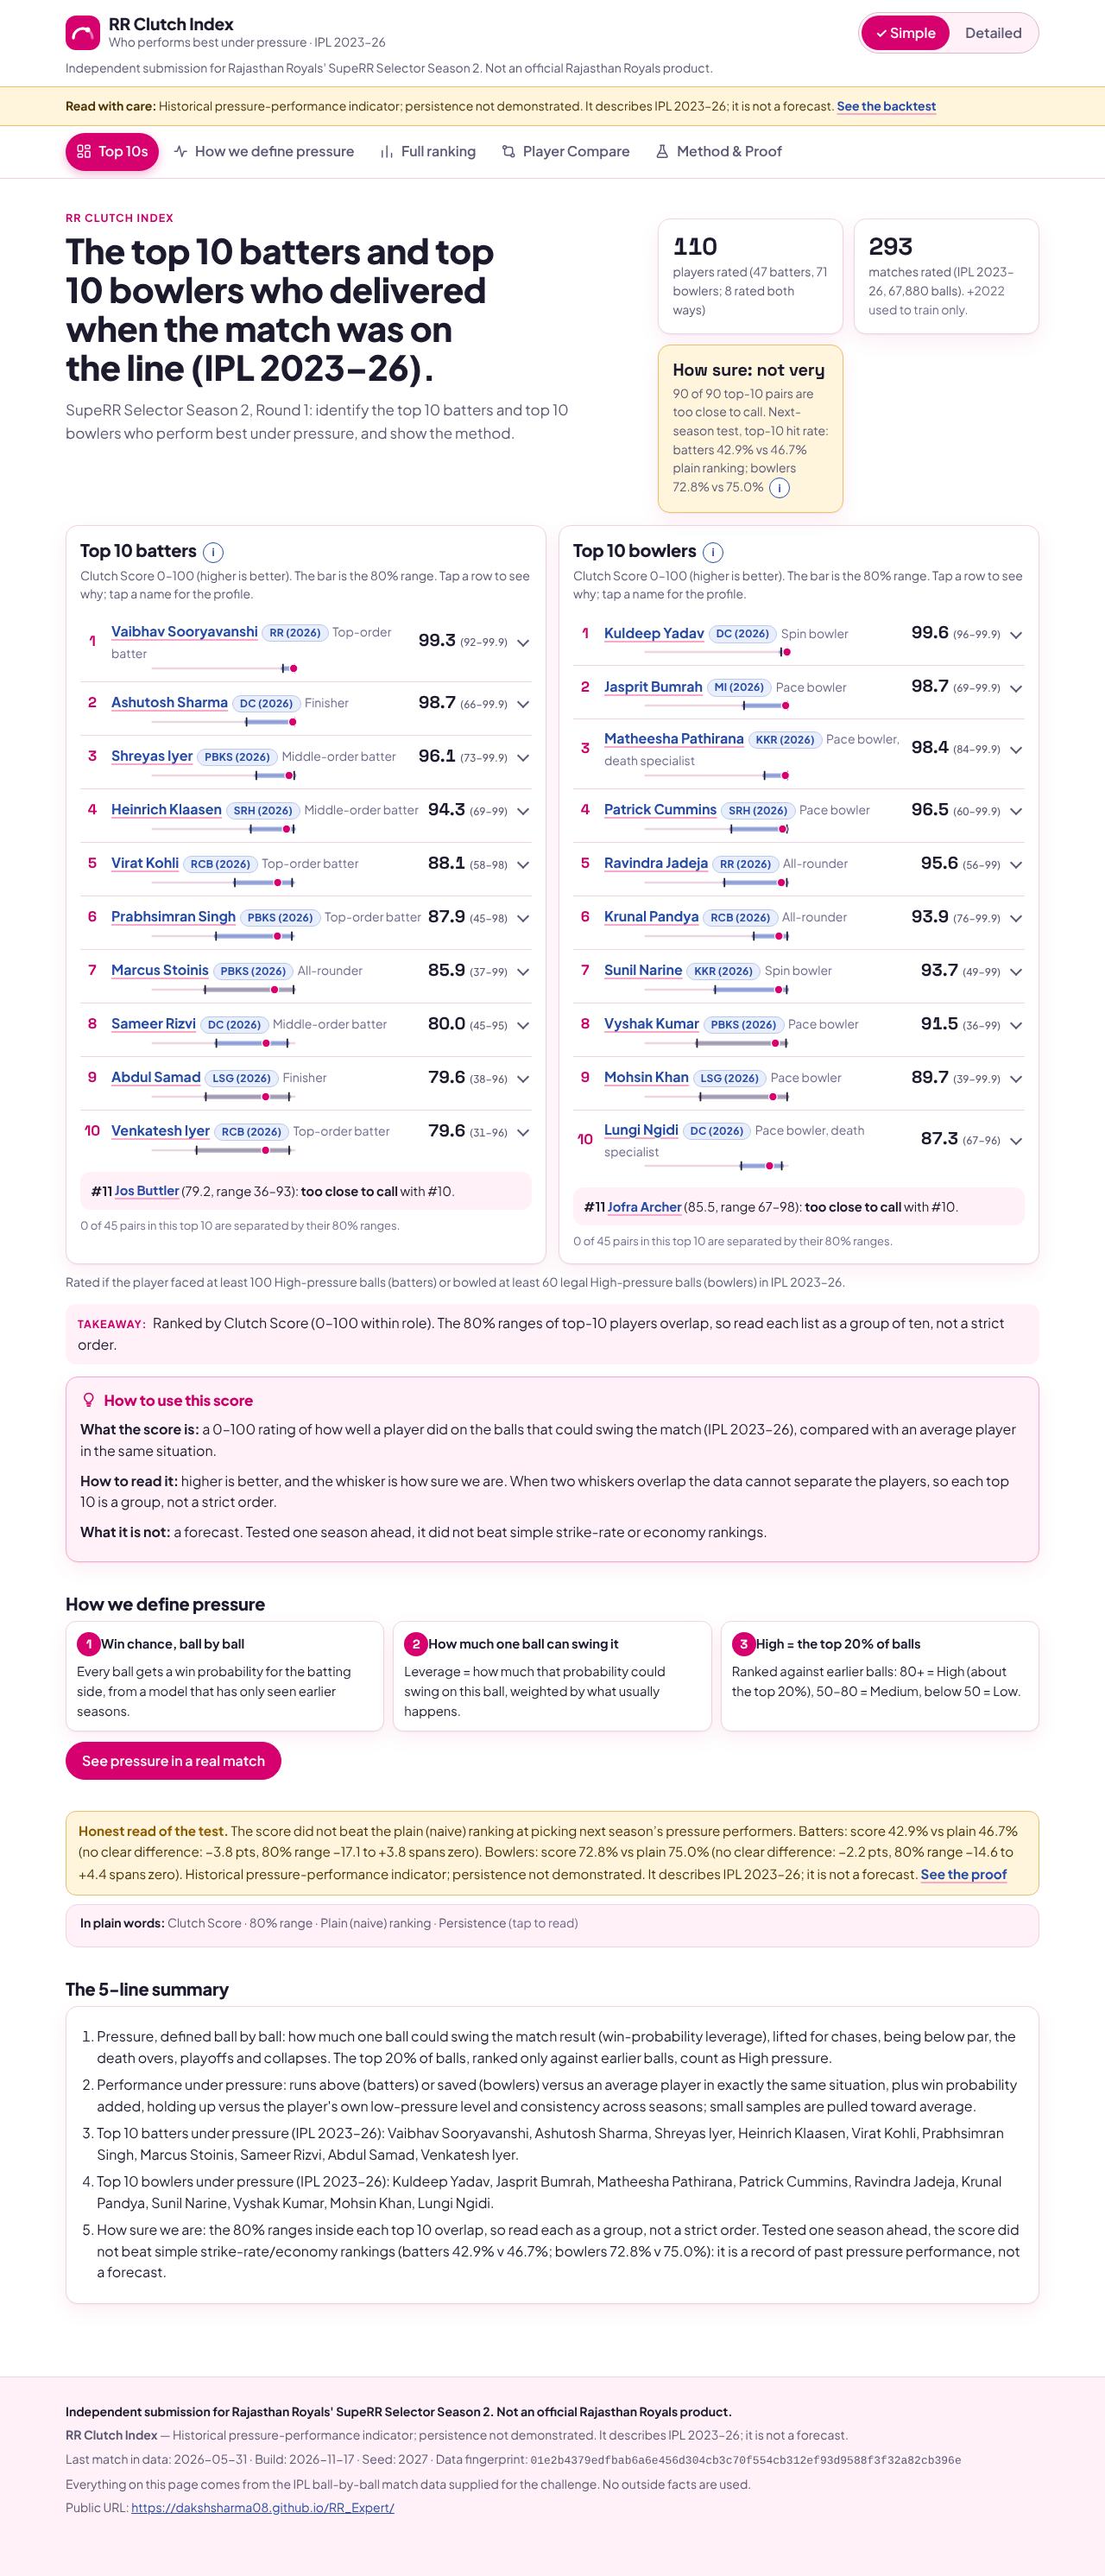 RR Clutch Index
Who performs best under pressure · IPL 2023–26
✓ Simple
Detailed
Independent submission for Rajasthan Royals' SupeRR Selector Season 2. Not an official Rajasthan Royals product.
Read with care: Historical pressure-performance indicator; persistence not demonstrated. It describes IPL 2023–26; it is not a forecast. See the backtest
Top 10s
How we define pressure
Full ranking
Player Compare
Method & Proof
RR CLUTCH INDEX
The top 10 batters and top
10 bowlers who delivered
when the match was on
the line (IPL 2023–26).
SupeRR Selector Season 2, Round 1: identify the top 10 batters and top 10
bowlers who perform best under pressure, and show the method.
110
players rated (47 batters, 71
bowlers; 8 rated both
ways)
293
matches rated (IPL 2023–
26, 67,880 balls). +2022
used to train only.
How sure: not very
90 of 90 top-10 pairs are
too close to call. Next-
season test, top-10 hit rate:
batters 42.9% vs 46.7%
plain ranking; bowlers
72.8% vs 75.0% i
Top 10 batters i
Clutch Score 0–100 (higher is better). The bar is the 80% range. Tap a row to see
why; tap a name for the profile.
1 Vaibhav Sooryavanshi RR (2026) Top-order
batter 99.3 (92–99.9)
2 Ashutosh Sharma DC (2026) Finisher 98.7 (66–99.9)
3 Shreyas Iyer PBKS (2026) Middle-order batter 96.1 (73–99.9)
4 Heinrich Klaasen SRH (2026) Middle-order batter 94.3 (69–99)
5 Virat Kohli RCB (2026) Top-order batter 88.1 (58–98)
6 Prabhsimran Singh PBKS (2026) Top-order batter 87.9 (45–98)
7 Marcus Stoinis PBKS (2026) All-rounder 85.9 (37–99)
8 Sameer Rizvi DC (2026) Middle-order batter 80.0 (45–95)
9 Abdul Samad LSG (2026) Finisher 79.6 (38–96)
10 Venkatesh Iyer RCB (2026) Top-order batter 79.6 (31–96)
#11 Jos Buttler (79.2, range 36–93): too close to call with #10.
0 of 45 pairs in this top 10 are separated by their 80% ranges.
Top 10 bowlers i
Clutch Score 0–100 (higher is better). The bar is the 80% range. Tap a row to see
why; tap a name for the profile.
1 Kuldeep Yadav DC (2026) Spin bowler 99.6 (96–99.9)
2 Jasprit Bumrah MI (2026) Pace bowler 98.7 (69–99.9)
3 Matheesha Pathirana KKR (2026) Pace bowler,
death specialist 98.4 (84–99.9)
4 Patrick Cummins SRH (2026) Pace bowler 96.5 (60–99.9)
5 Ravindra Jadeja RR (2026) All-rounder 95.6 (56–99)
6 Krunal Pandya RCB (2026) All-rounder 93.9 (76–99.9)
7 Sunil Narine KKR (2026) Spin bowler 93.7 (49–99)
8 Vyshak Kumar PBKS (2026) Pace bowler 91.5 (36–99)
9 Mohsin Khan LSG (2026) Pace bowler 89.7 (39–99.9)
10 Lungi Ngidi DC (2026) Pace bowler, death
specialist 87.3 (67–96)
#11 Jofra Archer (85.5, range 67–98): too close to call with #10.
0 of 45 pairs in this top 10 are separated by their 80% ranges.
Rated if the player faced at least 100 High-pressure balls (batters) or bowled at least 60 legal High-pressure balls (bowlers) in IPL 2023–26.
TAKEAWAY: Ranked by Clutch Score (0–100 within role). The 80% ranges of top-10 players overlap, so read each list as a group of ten, not a strict
order.
How to use this score
What the score is: a 0–100 rating of how well a player did on the balls that could swing the match (IPL 2023–26), compared with an average player
in the same situation.
How to read it: higher is better, and the whisker is how sure we are. When two whiskers overlap the data cannot separate the players, so each top
10 is a group, not a strict order.
What it is not: a forecast. Tested one season ahead, it did not beat simple strike-rate or economy rankings.
How we define pressure
1 Win chance, ball by ball
Every ball gets a win probability for the batting
side, from a model that has only seen earlier
seasons.
2 How much one ball can swing it
Leverage = how much that probability could
swing on this ball, weighted by what usually
happens.
3 High = the top 20% of balls
Ranked against earlier balls: 80+ = High (about
the top 20%), 50–80 = Medium, below 50 = Low.
See pressure in a real match
Honest read of the test. The score did not beat the plain (naive) ranking at picking next season's pressure performers. Batters: score 42.9% vs plain 46.7%
(no clear difference: −3.8 pts, 80% range −17.1 to +3.8 spans zero). Bowlers: score 72.8% vs plain 75.0% (no clear difference: −2.2 pts, 80% range −14.6 to
+4.4 spans zero). Historical pressure-performance indicator; persistence not demonstrated. It describes IPL 2023–26; it is not a forecast. See the proof
In plain words: Clutch Score · 80% range · Plain (naive) ranking · Persistence (tap to read)
The 5-line summary
1. Pressure, defined ball by ball: how much one ball could swing the match result (win-probability leverage), lifted for chases, being below par, the
death overs, playoffs and collapses. The top 20% of balls, ranked only against earlier balls, count as High pressure.
2. Performance under pressure: runs above (batters) or saved (bowlers) versus an average player in exactly the same situation, plus win probability
added, holding up versus the player's own low-pressure level and consistency across seasons; small samples are pulled toward average.
3. Top 10 batters under pressure (IPL 2023–26): Vaibhav Sooryavanshi, Ashutosh Sharma, Shreyas Iyer, Heinrich Klaasen, Virat Kohli, Prabhsimran
Singh, Marcus Stoinis, Sameer Rizvi, Abdul Samad, Venkatesh Iyer.
4. Top 10 bowlers under pressure (IPL 2023–26): Kuldeep Yadav, Jasprit Bumrah, Matheesha Pathirana, Patrick Cummins, Ravindra Jadeja, Krunal
Pandya, Sunil Narine, Vyshak Kumar, Mohsin Khan, Lungi Ngidi.
5. How sure we are: the 80% ranges inside each top 10 overlap, so read each as a group, not a strict order. Tested one season ahead, the score did
not beat simple strike-rate/economy rankings (batters 42.9% v 46.7%; bowlers 72.8% v 75.0%): it is a record of past pressure performance, not
a forecast.
Independent submission for Rajasthan Royals' SupeRR Selector Season 2. Not an official Rajasthan Royals product.
RR Clutch Index — Historical pressure-performance indicator; persistence not demonstrated. It describes IPL 2023–26; it is not a forecast.
Last match in data: 2026-05-31 · Build: 2026-11-17 · Seed: 2027 · Data fingerprint: 01e2b4379edfbab6a6e456d304cb3c70f554cb312ef93d9588f3f32a82cb396e
Everything on this page comes from the IPL ball-by-ball match data supplied for the challenge. No outside facts are used.
Public URL: https://dakshsharma08.github.io/RR_Expert/